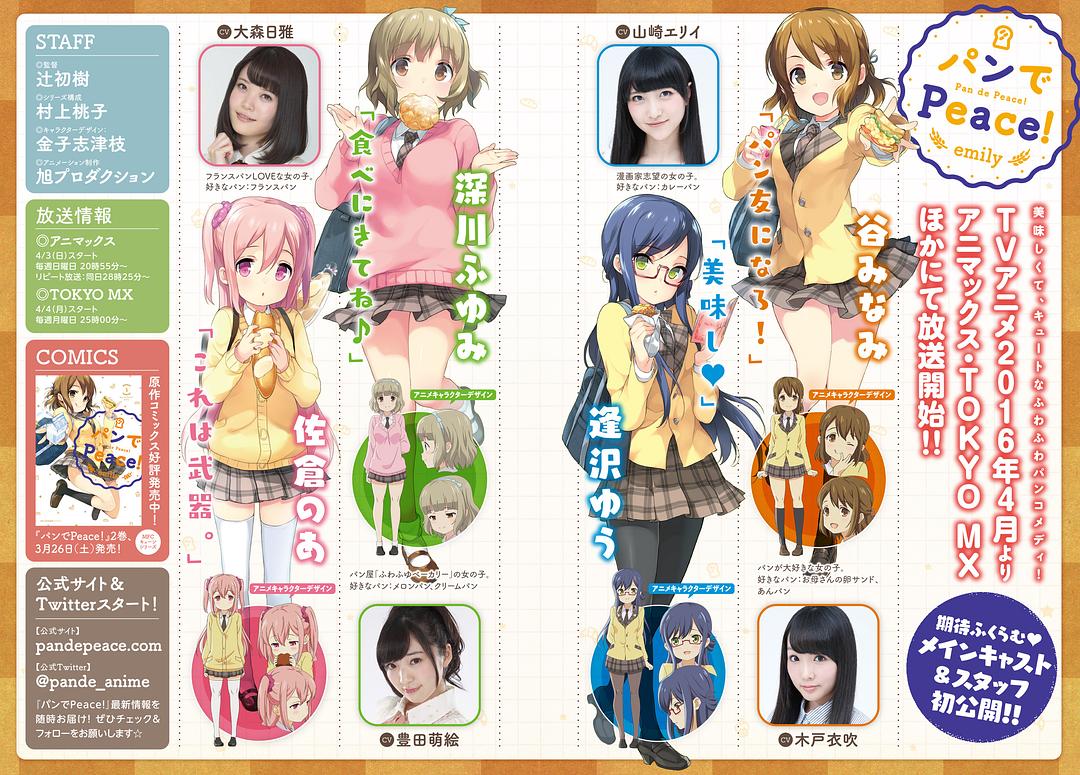 パンで
Pan de Peace!
Peace!
emily
美味しくて、キュートなふわふわパンコメディ！
TVアニメ2016年4月より
アニマックス・TOKYO MX
ほかにて放送開始!!
期待ふくらむ♥
メインキャスト
&スタッフ
初公開!!
谷みなみ
「パン友になろ！」
アニメキャラクターデザイン
パンが大好きな女の子。
好きなパン：お母さんの卵サンド、
あんパン
CV 木戸衣吹
CV 山崎エリイ
漫画家志望の女の子。
好きなパン：カレーパン
「美味し♥」
逢沢ゆう
アニメキャラクターデザイン
深川ふゆみ
「食べにきてね♪」
アニメキャラクターデザイン
パン屋「ふわふゆベーカリー」の女の子。
好きなパン：メロンパン、クリームパン
CV 豊田萌絵
CV 大森日雅
フランスパンLOVEな女の子。
好きなパン：フランスパン
「これは武器。」
佐倉のあ
アニメキャラクターデザイン
STAFF
◎監督
辻初樹
◎シリーズ構成
村上桃子
◎キャラクターデザイン：
金子志津枝
◎アニメーション制作
旭プロダクション
放送情報
◎アニマックス
4/3(日)スタート
毎週日曜日 20時55分〜
リピート放送：同日28時25分〜
◎TOKYO MX
4/4(月)スタート
毎週月曜日 25時00分〜
COMICS
原作コミックス好評発売中！
パンで
Peace!
『パンでPeace!』2巻、
3月26日(土)発売！
MFC
キューン
シリーズ
公式サイト&
Twitterスタート！
【公式サイト】
pandepeace.com
【公式Twitter】
@pande_anime
『パンでPeace!』最新情報を
随時お届け！ぜひチェック&
フォローをお願いします☆